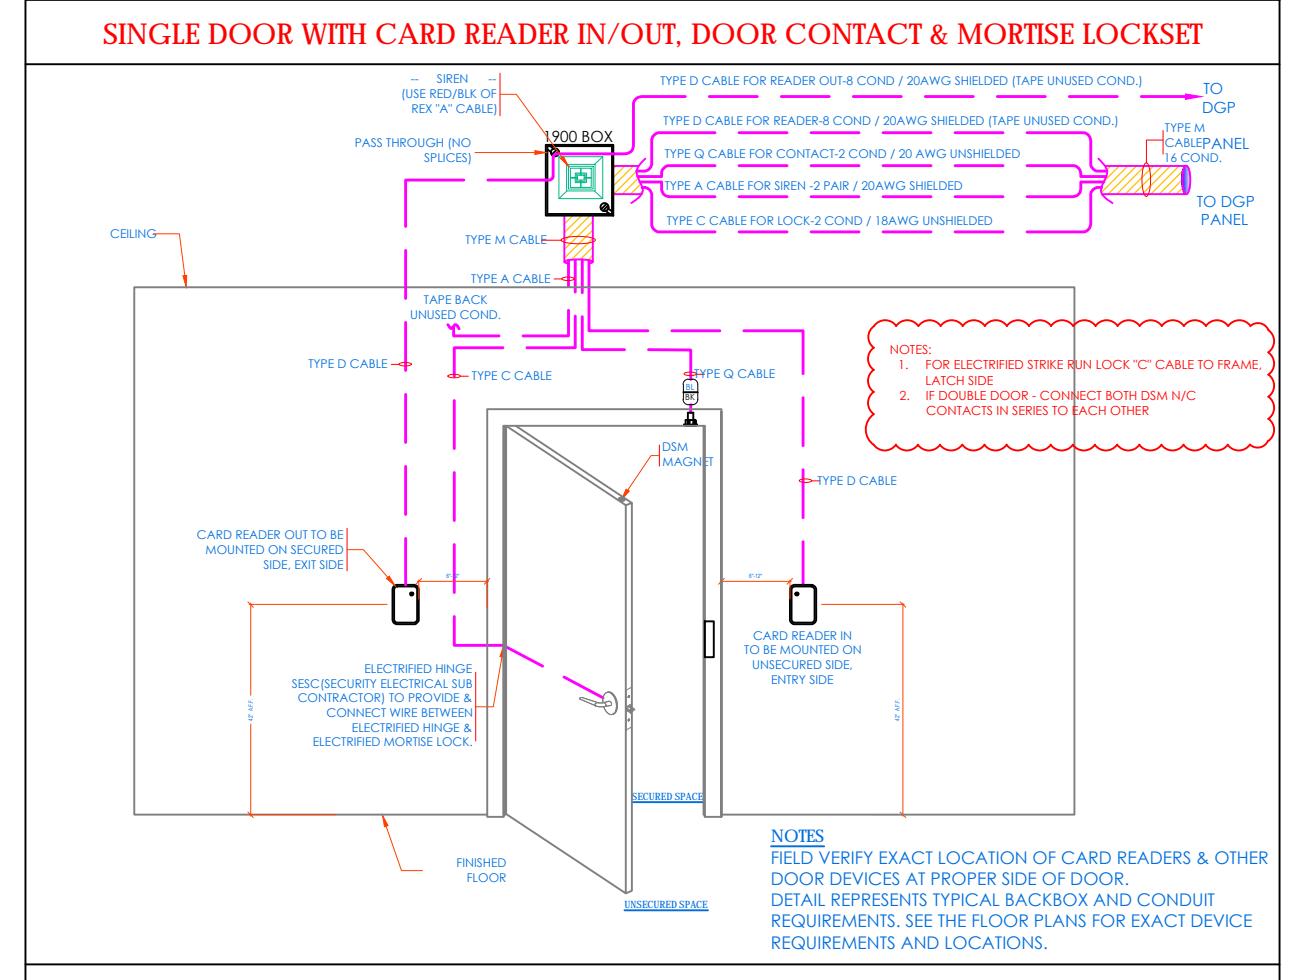 SINGLE DOOR WITH CARD READER IN/OUT, DOOR CONTACT & MORTISE LOCKSET
-- SIREN --
(USE RED/BLK OF
REX "A" CABLE)
TYPE D CABLE FOR READER OUT-8 COND / 20AWG SHIELDED (TAPE UNUSED COND.)
TO
DGP
PANEL
TYPE D CABLE FOR READER-8 COND / 20AWG SHIELDED (TAPE UNUSED COND.)
TYPE M
CABLE
16 COND.
1900 BOX
PASS THROUGH (NO
SPLICES)
TYPE Q CABLE FOR CONTACT-2 COND / 20 AWG UNSHIELDED
TYPE A CABLE FOR SIREN -2 PAIR / 20AWG SHIELDED
TO DGP
PANEL
TYPE C CABLE FOR LOCK-2 COND / 18AWG UNSHIELDED
CEILING
TYPE M CABLE
TYPE A CABLE
TAPE BACK
UNUSED COND.
TYPE D CABLE
TYPE C CABLE
TYPE Q CABLE
BL
BK
NOTES:
1. FOR ELECTRIFIED STRIKE RUN LOCK "C" CABLE TO FRAME,
LATCH SIDE
2. IF DOUBLE DOOR - CONNECT BOTH DSM N/C
CONTACTS IN SERIES TO EACH OTHER
DSM
MAGNET
TYPE D CABLE
CARD READER OUT TO BE
MOUNTED ON SECURED
SIDE, EXIT SIDE
6"-12"
6"-12"
CARD READER IN
TO BE MOUNTED ON
UNSECURED SIDE,
ENTRY SIDE
ELECTRIFIED HINGE
SESC(SECURITY ELECTRICAL SUB
CONTRACTOR) TO PROVIDE &
CONNECT WIRE BETWEEN
ELECTRIFIED HINGE &
ELECTRIFIED MORTISE LOCK.
42" A.F.F.
42" A.F.F.
SECURED SPACE
FINISHED
FLOOR
UNSECURED SPACE
NOTES
FIELD VERIFY EXACT LOCATION OF CARD READERS & OTHER
DOOR DEVICES AT PROPER SIDE OF DOOR.
DETAIL REPRESENTS TYPICAL BACKBOX AND CONDUIT
REQUIREMENTS. SEE THE FLOOR PLANS FOR EXACT DEVICE
REQUIREMENTS AND LOCATIONS.